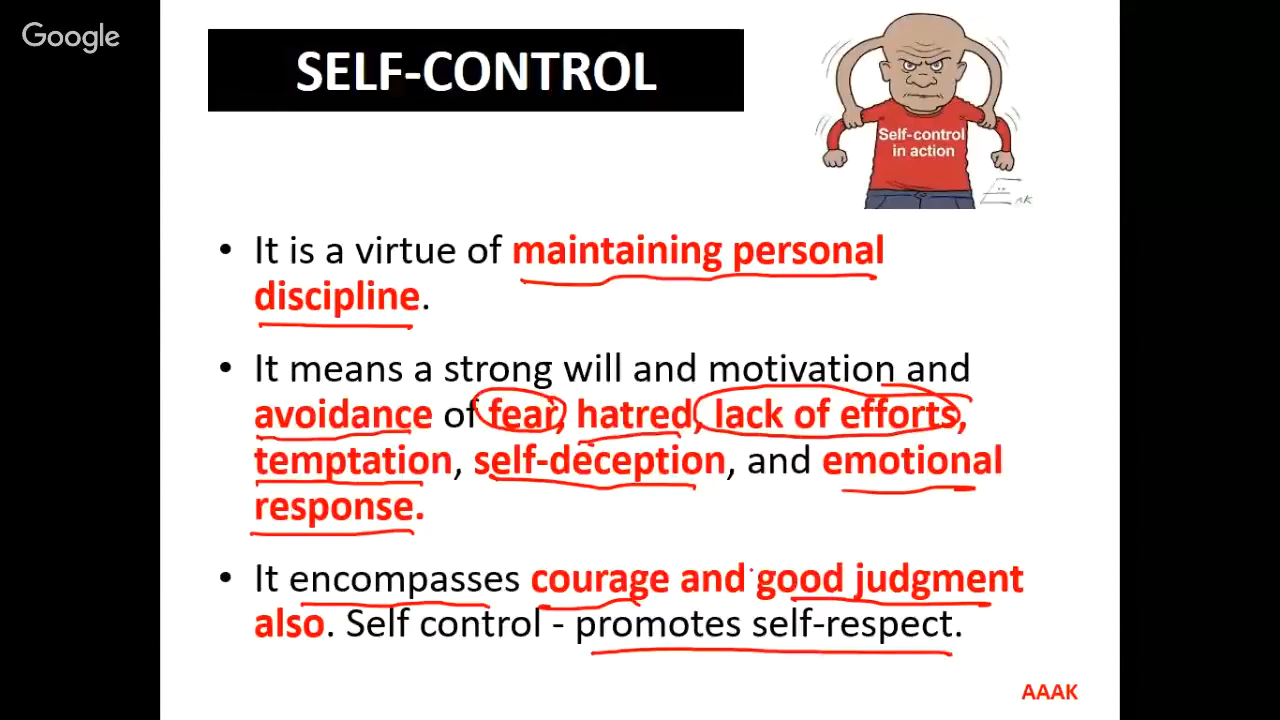 Google
SELF-CONTROL
Self-control
in action
• It is a virtue of maintaining personal
discipline.
• It means a strong will and motivation and
avoidance of fear, hatred, lack of efforts,
temptation, self-deception, and emotional
response.
• It encompasses courage and good judgment
also. Self control - promotes self-respect.
AAAK